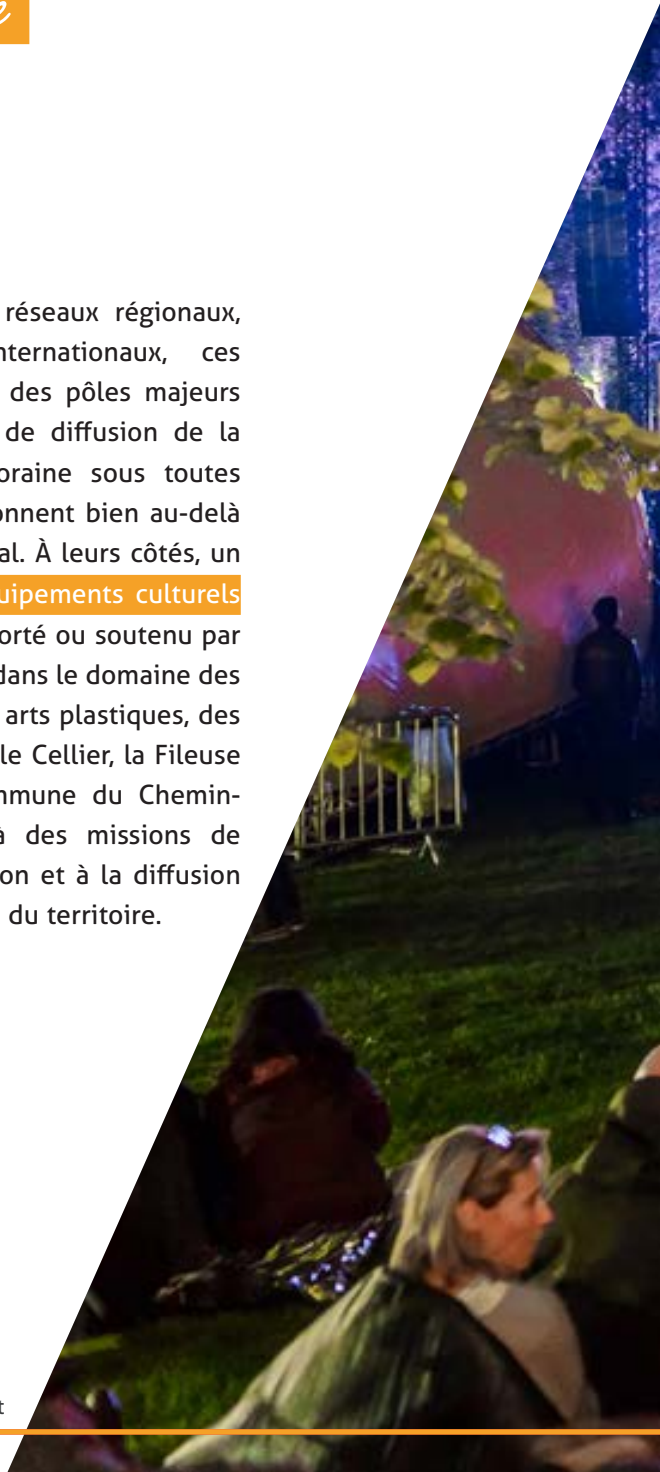 e
réseaux régionaux,
nternationaux, ces
des pôles majeurs
de diffusion de la
oraine sous toutes
onnent bien au-delà
al. À leurs côtés, un
uipements culturels
orté ou soutenu par
dans le domaine des
arts plastiques, des
le Cellier, la Fileuse
mmune du Chemin-
à des missions de
on et à la diffusion
du territoire.
t